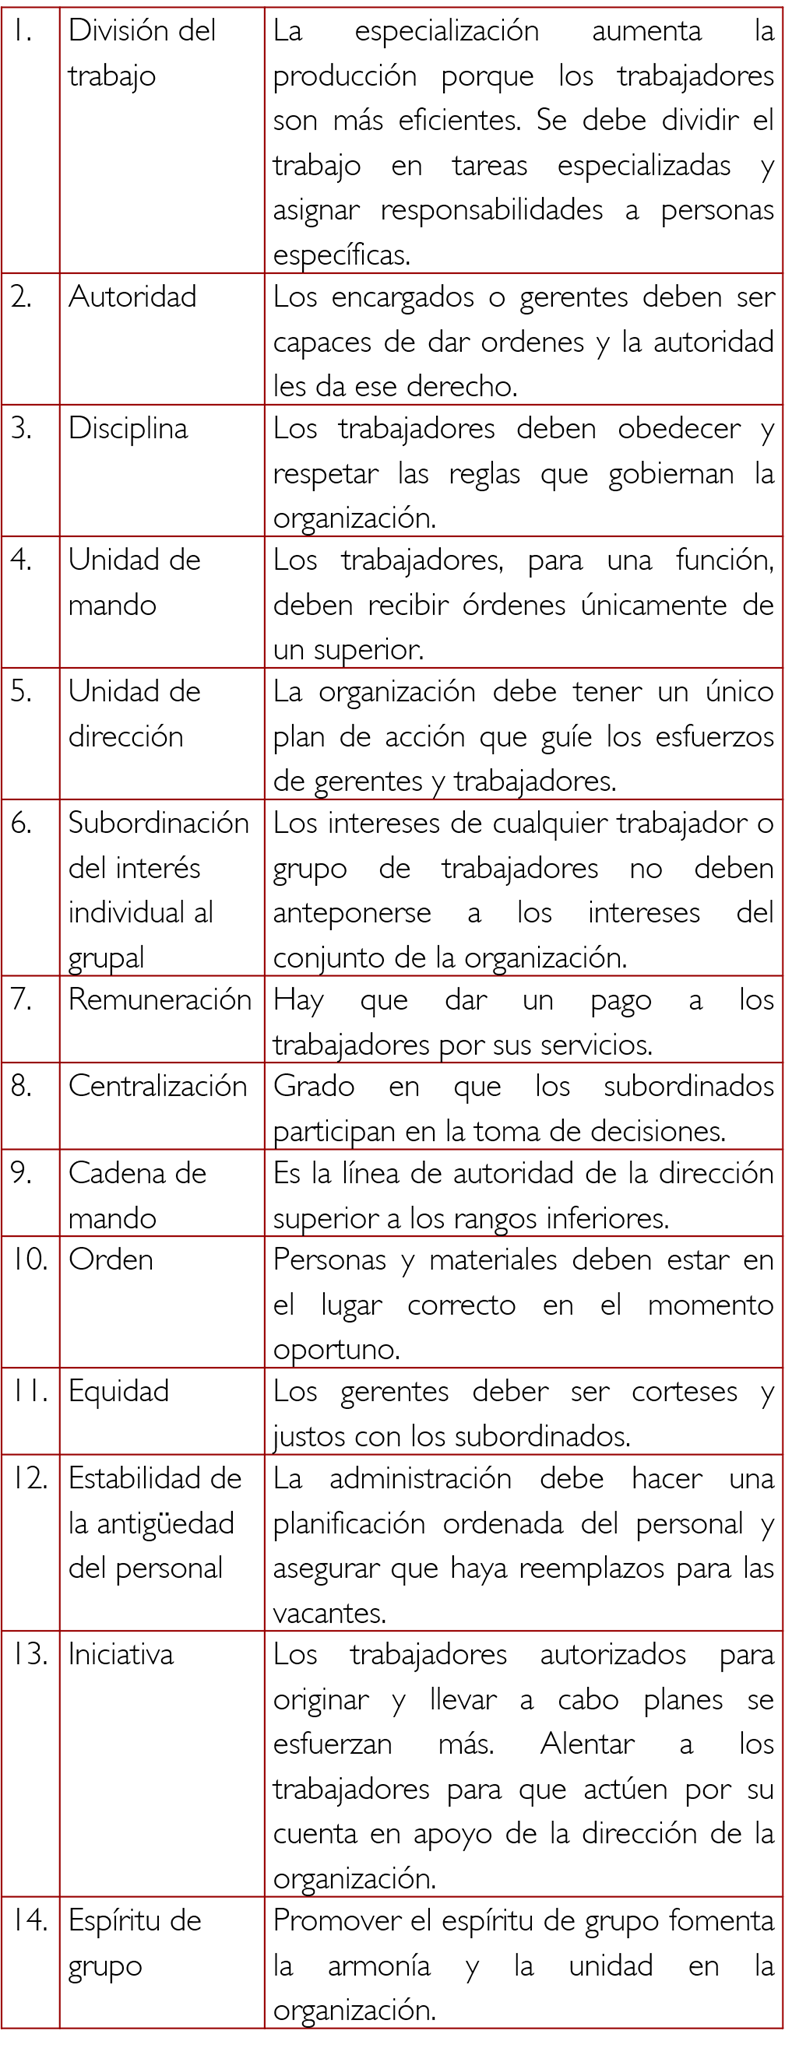 1. División del trabajo
La especialización aumenta la
producción porque los trabajadores
son más eficientes. Se debe dividir el
trabajo en tareas especializadas y
asignar responsabilidades a personas
específicas.
2. Autoridad
Los encargados o gerentes deben ser
capaces de dar ordenes y la autoridad
les da ese derecho.
3. Disciplina
Los trabajadores deben obedecer y
respetar las reglas que gobiernan la
organización.
4. Unidad de
mando
Los trabajadores, para una función,
deben recibir órdenes únicamente de
un superior.
5. Unidad de
dirección
La organización debe tener un único
plan de acción que guíe los esfuerzos
de gerentes y trabajadores.
6. Subordinación
del interés
individual al
grupal
Los intereses de cualquier trabajador o
grupo de trabajadores no deben
anteponerse a los intereses del
conjunto de la organización.
7. Remuneración
Hay que dar un pago a los
trabajadores por sus servicios.
8. Centralización
Grado en que los subordinados
participan en la toma de decisiones.
9. Cadena de
mando
Es la línea de autoridad de la dirección
superior a los rangos inferiores.
10. Orden
Personas y materiales deben estar en
el lugar correcto en el momento
oportuno.
11. Equidad
Los gerentes deber ser corteses y
justos con los subordinados.
12. Estabilidad de
la antigüedad
del personal
La administración debe hacer una
planificación ordenada del personal y
asegurar que haya reemplazos para las
vacantes.
13. Iniciativa
Los trabajadores autorizados para
originar y llevar a cabo planes se
esfuerzan más. Alentar a los
trabajadores para que actúen por su
cuenta en apoyo de la dirección de la
organización.
14. Espíritu de
grupo
Promover el espíritu de grupo fomenta
la armonía y la unidad en la
organización.